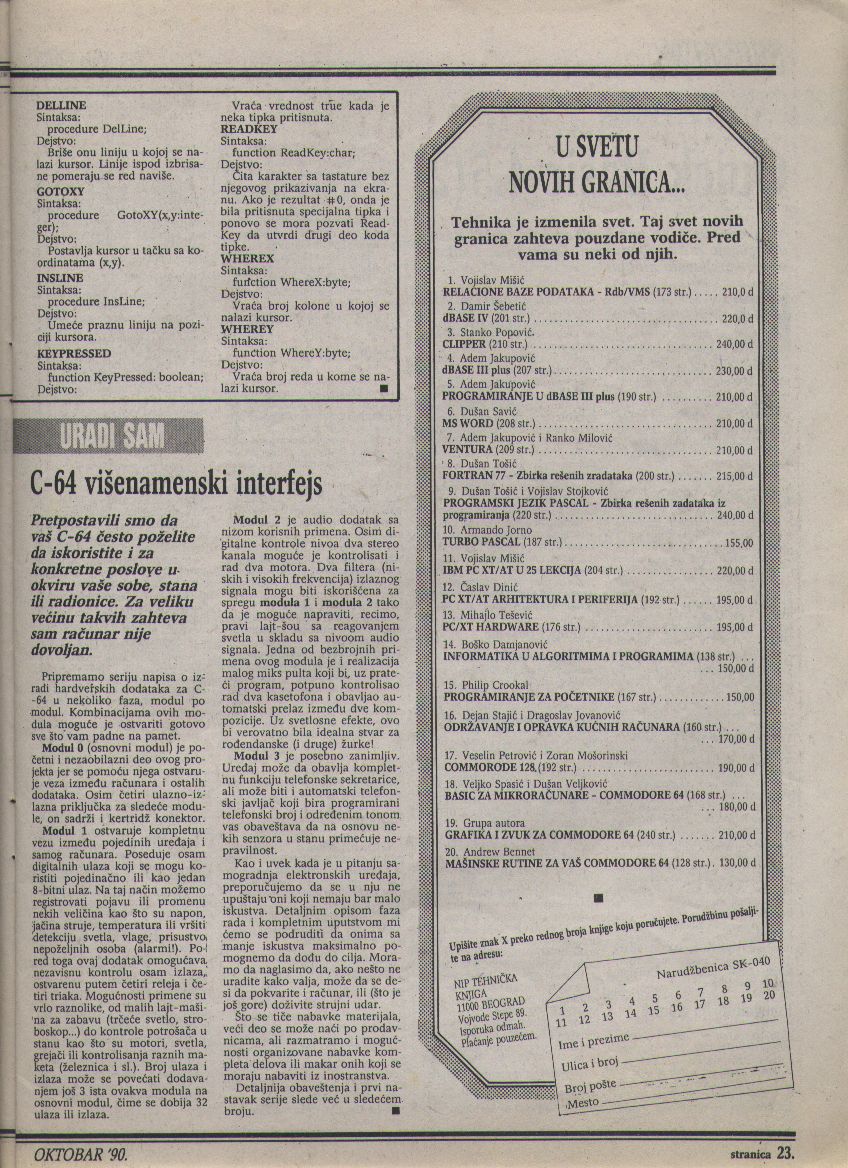 DELLINE
Sintaksa:
procedure DelLine;
Dejstvo:
Briše onu liniju u kojoj se na-
lazi kursor. Linije ispod izbrisa-
ne pomeraju se red naviše.
GOTOXY
Sintaksa:
procedure GotoXY(x,y:inte-
ger);
Dejstvo:
Postavlja kursor u tačku sa ko-
ordinatama (x,y).
INSLINE
Sintaksa:
procedure InsLine;
Dejstvo:
Umeće praznu liniju na pozi-
ciji kursora.
KEYPRESSED
Sintaksa:
function KeyPressed: boolean;
Dejstvo:
Vraća vrednost true kada je
neka tipka pritisnuta.
READKEY
Sintaksa:
function ReadKey:char;
Dejstvo:
Čita karakter sa tastature bez
njegovog prikazivanja na ekra-
nu. Ako je rezultat #0, onda je
bila pritisnuta specijalna tipka i
ponovo se mora pozvati Read-
Key da utvrdi drugi deo koda
tipke.
WHEREX
Sintaksa:
function WhereX:byte;
Dejstvo:
Vraća broj kolone u kojoj se
nalazi kursor.
WHEREY
Sintaksa:
function WhereY:byte;
Dejstvo:
Vraća broj reda u kome se na-
lazi kursor. ■
URADI SAM
C-64 višenamenski interfejs
Pretpostavili smo da
vaš C-64 često poželite
da iskoristite i za
konkretne poslove u
okviru vaše sobe, stana
ili radionice. Za veliku
većinu takvih zahteva
sam računar nije
dovoljan.
Pripremamo seriju napisa o iz-
radi hardverskih dodataka za C-
-64 u nekoliko faza, modul po
modul. Kombinacijama ovih mo-
dula moguće je ostvariti gotovo
sve što vam padne na pamet.
Modul 0 (osnovni modul) je po-
četni i nezaobilazni deo ovog pro-
jekta jer se pomoću njega ostvaru-
je veza između računara i ostalih
dodataka. Osim četiri ulazno-iz-
lazna priključka za sledeće modu-
le, on sadrži i kertridž konektor.
Modul 1 ostvaruje kompletnu
vezu između pojedinih uređaja i
samog računara. Poseduje osam
digitalnih ulaza koji se mogu ko-
ristiti pojedinačno ili kao jedan
8-bitni ulaz. Na taj način možemo
registrovati pojavu ili promenu
nekih veličina kao što su napon,
jačina struje, temperatura ili vršiti
detekciju svetla, vlage, prisustvo
nepoželjnih osoba (alarmi!). Po-
red toga ovaj dodatak omogućava
nezavisnu kontrolu osam izlaza,
ostvarenu putem četiri releja i če-
tiri triaka. Mogućnosti primene su
vrlo raznolike, od malih lajt-maši-
na za zabavu (trčeće svetlo, stro-
boskop...) do kontrole potrošača u
stanu kao što su motori, svetla,
grejači ili kontrolisanja raznih ma-
keta (železnica i sl.). Broj ulaza i
izlaza može se povećati dodava-
njem još 3 ista ovakva modula na
osnovni modul, čime se dobija 32
ulaza ili izlaza.
Modul 2 je audio dodatak sa
nizom korisnih primena. Osim di-
gitalne kontrole nivoa dva stereo
kanala moguće je kontrolisati i
rad dva motora. Dva filtera (ni-
skih i visokih frekvencija) izlaznog
signala mogu biti iskorišćena za
spregu modula 1 i modula 2 tako
da je moguće napraviti, recimo,
pravi lajt-šou sa reagovanjem
svetla u skladu sa nivoom audio
signala. Jedna od bezbrojnih pri-
mena ovog modula je i realizacija
malog miks pulta koji bi, uz prate-
ći program, potpuno kontrolisao
rad dva kasetofona i obavljao au-
tomatski prelaz između dve kom-
pozicije. Uz svetlosne efekte, ovo
bi verovatno bila idealna stvar za
rođendanske (i druge) žurke!
Modul 3 je posebno zanimljiv.
Uređaj može da obavlja komplet-
nu funkciju telefonske sekretarice,
ali može biti i automatski telefon-
ski javljač koji bira programirani
telefonski broj i određenim tonom
vas obaveštava da na osnovu ne-
kih senzora u stanu primećuje ne-
pravilnost.
Kao i uvek kada je u pitanju sa-
mogradnja elektronskih uređaja,
preporučujemo da se u nju ne
upuštaju oni koji nemaju bar malo
iskustva. Detaljnim opisom faza
rada i kompletnim uputstvom mi
ćemo se podruditi da onima sa
manje iskustva maksimalno po-
mognemo da dođu do cilja. Mora-
mo da naglasimo da, ako nešto ne
uradite kako valja, može da se de-
si da pokvarite i računar, ili (što je
još gore) doživite strujni udar.
Što se tiče nabavke materijala,
veći deo se može naći po prodav-
nicama, ali razmatramo i moguć-
nosti organizovane nabavke kom-
pleta delova ili makar onih koji se
moraju nabaviti iz inostranstva.
Detaljnija obaveštenja i prvi na-
stavak serije slede već u sledećem
broju. ■
U SVETU
NOVIH GRANICA...
Tehnika je izmenila svet. Taj svet novih
granica zahteva pouzdane vodiče. Pred
vama su neki od njih.
1. Vojislav Mišić
RELACIONE BAZE PODATAKA - Rdb/VMS (173 str.) ..... 210,0 d
2. Damir Šebetić
dBASE IV (201 str.) ........ 220,0 d
3. Stanko Popović.
CLIPPER (210 str.) ........ 240,00 d
4. Adem Jakupović
dBASE III plus (207 str.) ........ 230,00 d
5. Adem Jakupović
PROGRAMIRANJE U dBASE III plus (190 str.) .......... 210,00 d
6. Dušan Savić
MS WORD (208 str.) ........ 210,00 d
7. Adem Jakupović i Ranko Milović
VENTURA (209 str.) ........ 210,00 d
8. Dušan Tošić
FORTRAN 77 - Zbirka rešenih zradataka (200 str.) ....... 215,00 d
9. Dušan Tošić i Vojislav Stojković
PROGRAMSKI JEZIK PASCAL - Zbirka rešenih zadataka iz
programiranja (220 str.) ........ 240,00 d
10. Armando Jorno
TURBO PASCAL (187 str.) ........ 155,00
11. Vojislav Mišić
IBM PC XT/AT U 25 LEKCIJA (204 str.) ........ 220,00 d
12. Časlav Dinić
PC XT/AT ARHITEKTURA I PERIFERIJA (192 str.) ...... 195,00 d
13. Mihajlo Tešević
PC/XT HARDWARE (176 str.) ........ 195,00 d
14. Boško Damjanović
INFORMATIKA U ALGORITMIMA I PROGRAMIMA (138 str.) ...
... 150,00 d
15. Philip Crookal
PROGRAMIRANJE ZA POČETNIKE (167 str.) ........ 150,00
16. Dejan Stajić i Dragoslav Jovanović
ODRŽAVANJE I OPRAVKA KUĆNIH RAČUNARA (160 str.) ...
... 170,00 d
17. Veselin Petrović i Zoran Mošorinski
COMMORODE 128, (192 str.) ........ 190,00 d
18. Veljko Spasić i Dušan Veljković
BASIC ZA MIKRORAČUNARE - COMMODORE 64 (168 str.) ...
... 180,00 d
19. Grupa autora
GRAFIKA I ZVUK ZA COMMODORE 64 (240 str.) ....... 210,00 d
20. Andrew Bennet
MAŠINSKE RUTINE ZA VAŠ COMMODORE 64 (128 str.). 130,00 d
■
Upišite znak X preko rednog broja knjige koju poručujete. Porudžbinu pošalji-
te na adresu:
NIP TEHNIČKA
KNJIGA
11000 BEOGRAD
Vojvode Stepe 89.
Isporuka odmah.
Plaćanje pouzećem.
Narudžbenica SK-040
1 2 3 4 5 6 7 8 9 10
11 12 13 14 15 16 17 18 19 20
Ime i prezime
Ulica i broj
Broj pošte
Mesto
OKTOBAR '90.
stranica 23.